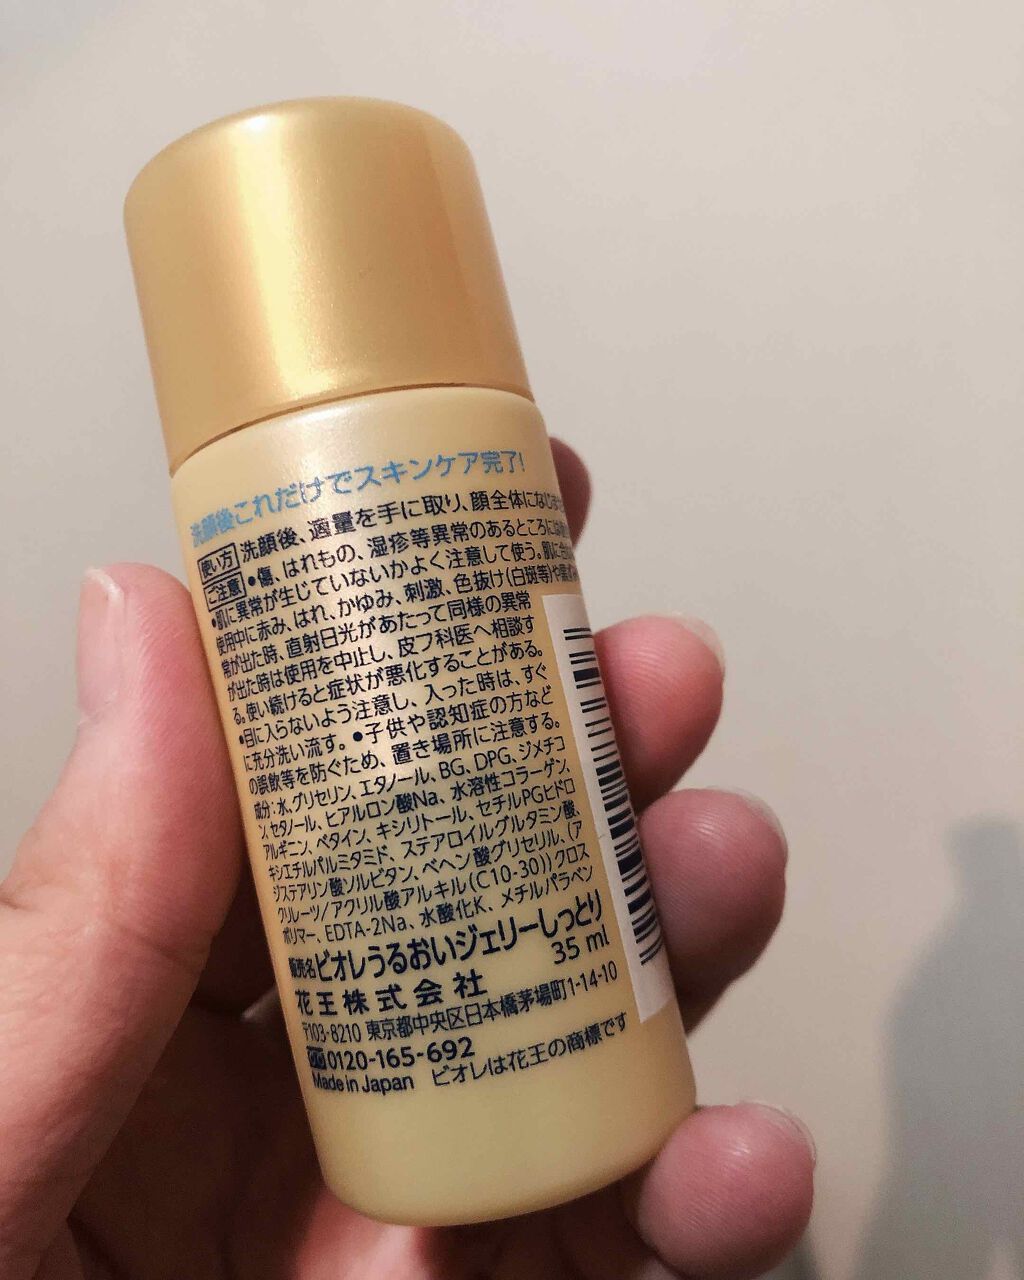 洗顔後これだけでスキンケア完了!
使い方 洗顔後、適量を手に取り、顔全体になじませ
ご注意 ●傷、はれもの、湿疹等異常のあるところには
●肌に異常が生じていないかよく注意して使う。肌に合
使用中に赤み、はれ、かゆみ、刺激、色抜け(白斑等)や黒ず
常が出た時、直射日光があたって同様の異常
が出た時は使用を中止し、皮フ科医へ相談す
る。使い続けると症状が悪化することがある。
●目に入らないよう注意し、入った時は、すぐ
に充分洗い流す。 ●子供や認知症の方など
の誤飲等を防ぐため、置き場所に注意する。
成分:水、グリセリン、エタノール、BG、DPG、ジメチコ
ン、セタノール、ヒアルロン酸Na、水溶性コラーゲン、
アルギニン、ベタイン、キシリトール、セチルPGヒドロ
キシエチルパルミタミド、ステアロイルグルタミン酸、
ジステアリン酸ソルビタン、ベヘン酸グリセリル、(ア
クリレーツ/アクリル酸アルキル(C10-30))クロス
ポリマー、EDTA-2Na、水酸化K、メチルパラベン
販売名 ビオレうるおいジェリーしっとり
花王株式会社 35 ml
〒103-8210 東京都中央区日本橋茅場町1-14-10
0120-165-692
Made in Japan ビオレは花王の商標です